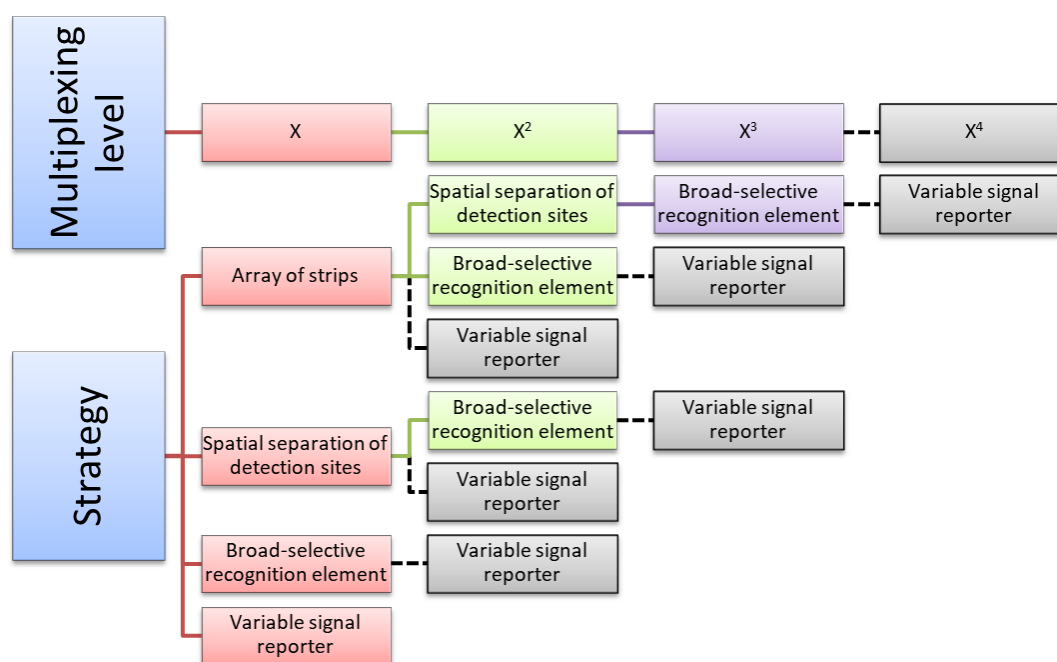 Multiplexing
level
X
X²
X³
X⁴
Spatial separation of
detection sites
Broad-selective
recognition element
Variable signal
reporter
Array of strips
Broad-selective
recognition element
Variable signal
reporter
Variable signal
reporter
Strategy
Spatial separation of
detection sites
Broad-selective
recognition element
Variable signal
reporter
Variable signal
reporter
Broad-selective
recognition element
Variable signal
reporter
Variable signal
reporter